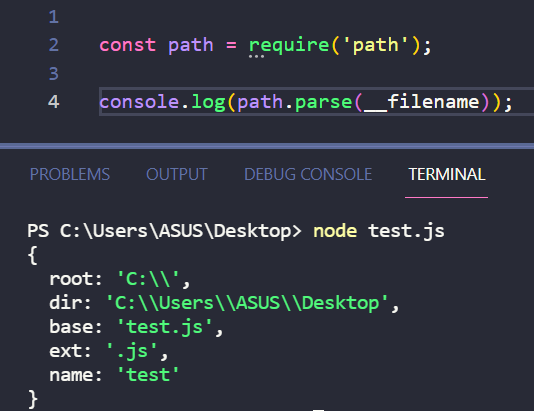 1
2 const path = require('path');
3
4 console.log(path.parse(__filename));
PROBLEMS OUTPUT DEBUG CONSOLE TERMINAL
PS C:\Users\ASUS\Desktop> node test.js
{
  root: 'C:\\',
  dir: 'C:\\Users\\ASUS\\Desktop',
  base: 'test.js',
  ext: '.js',
  name: 'test'
}